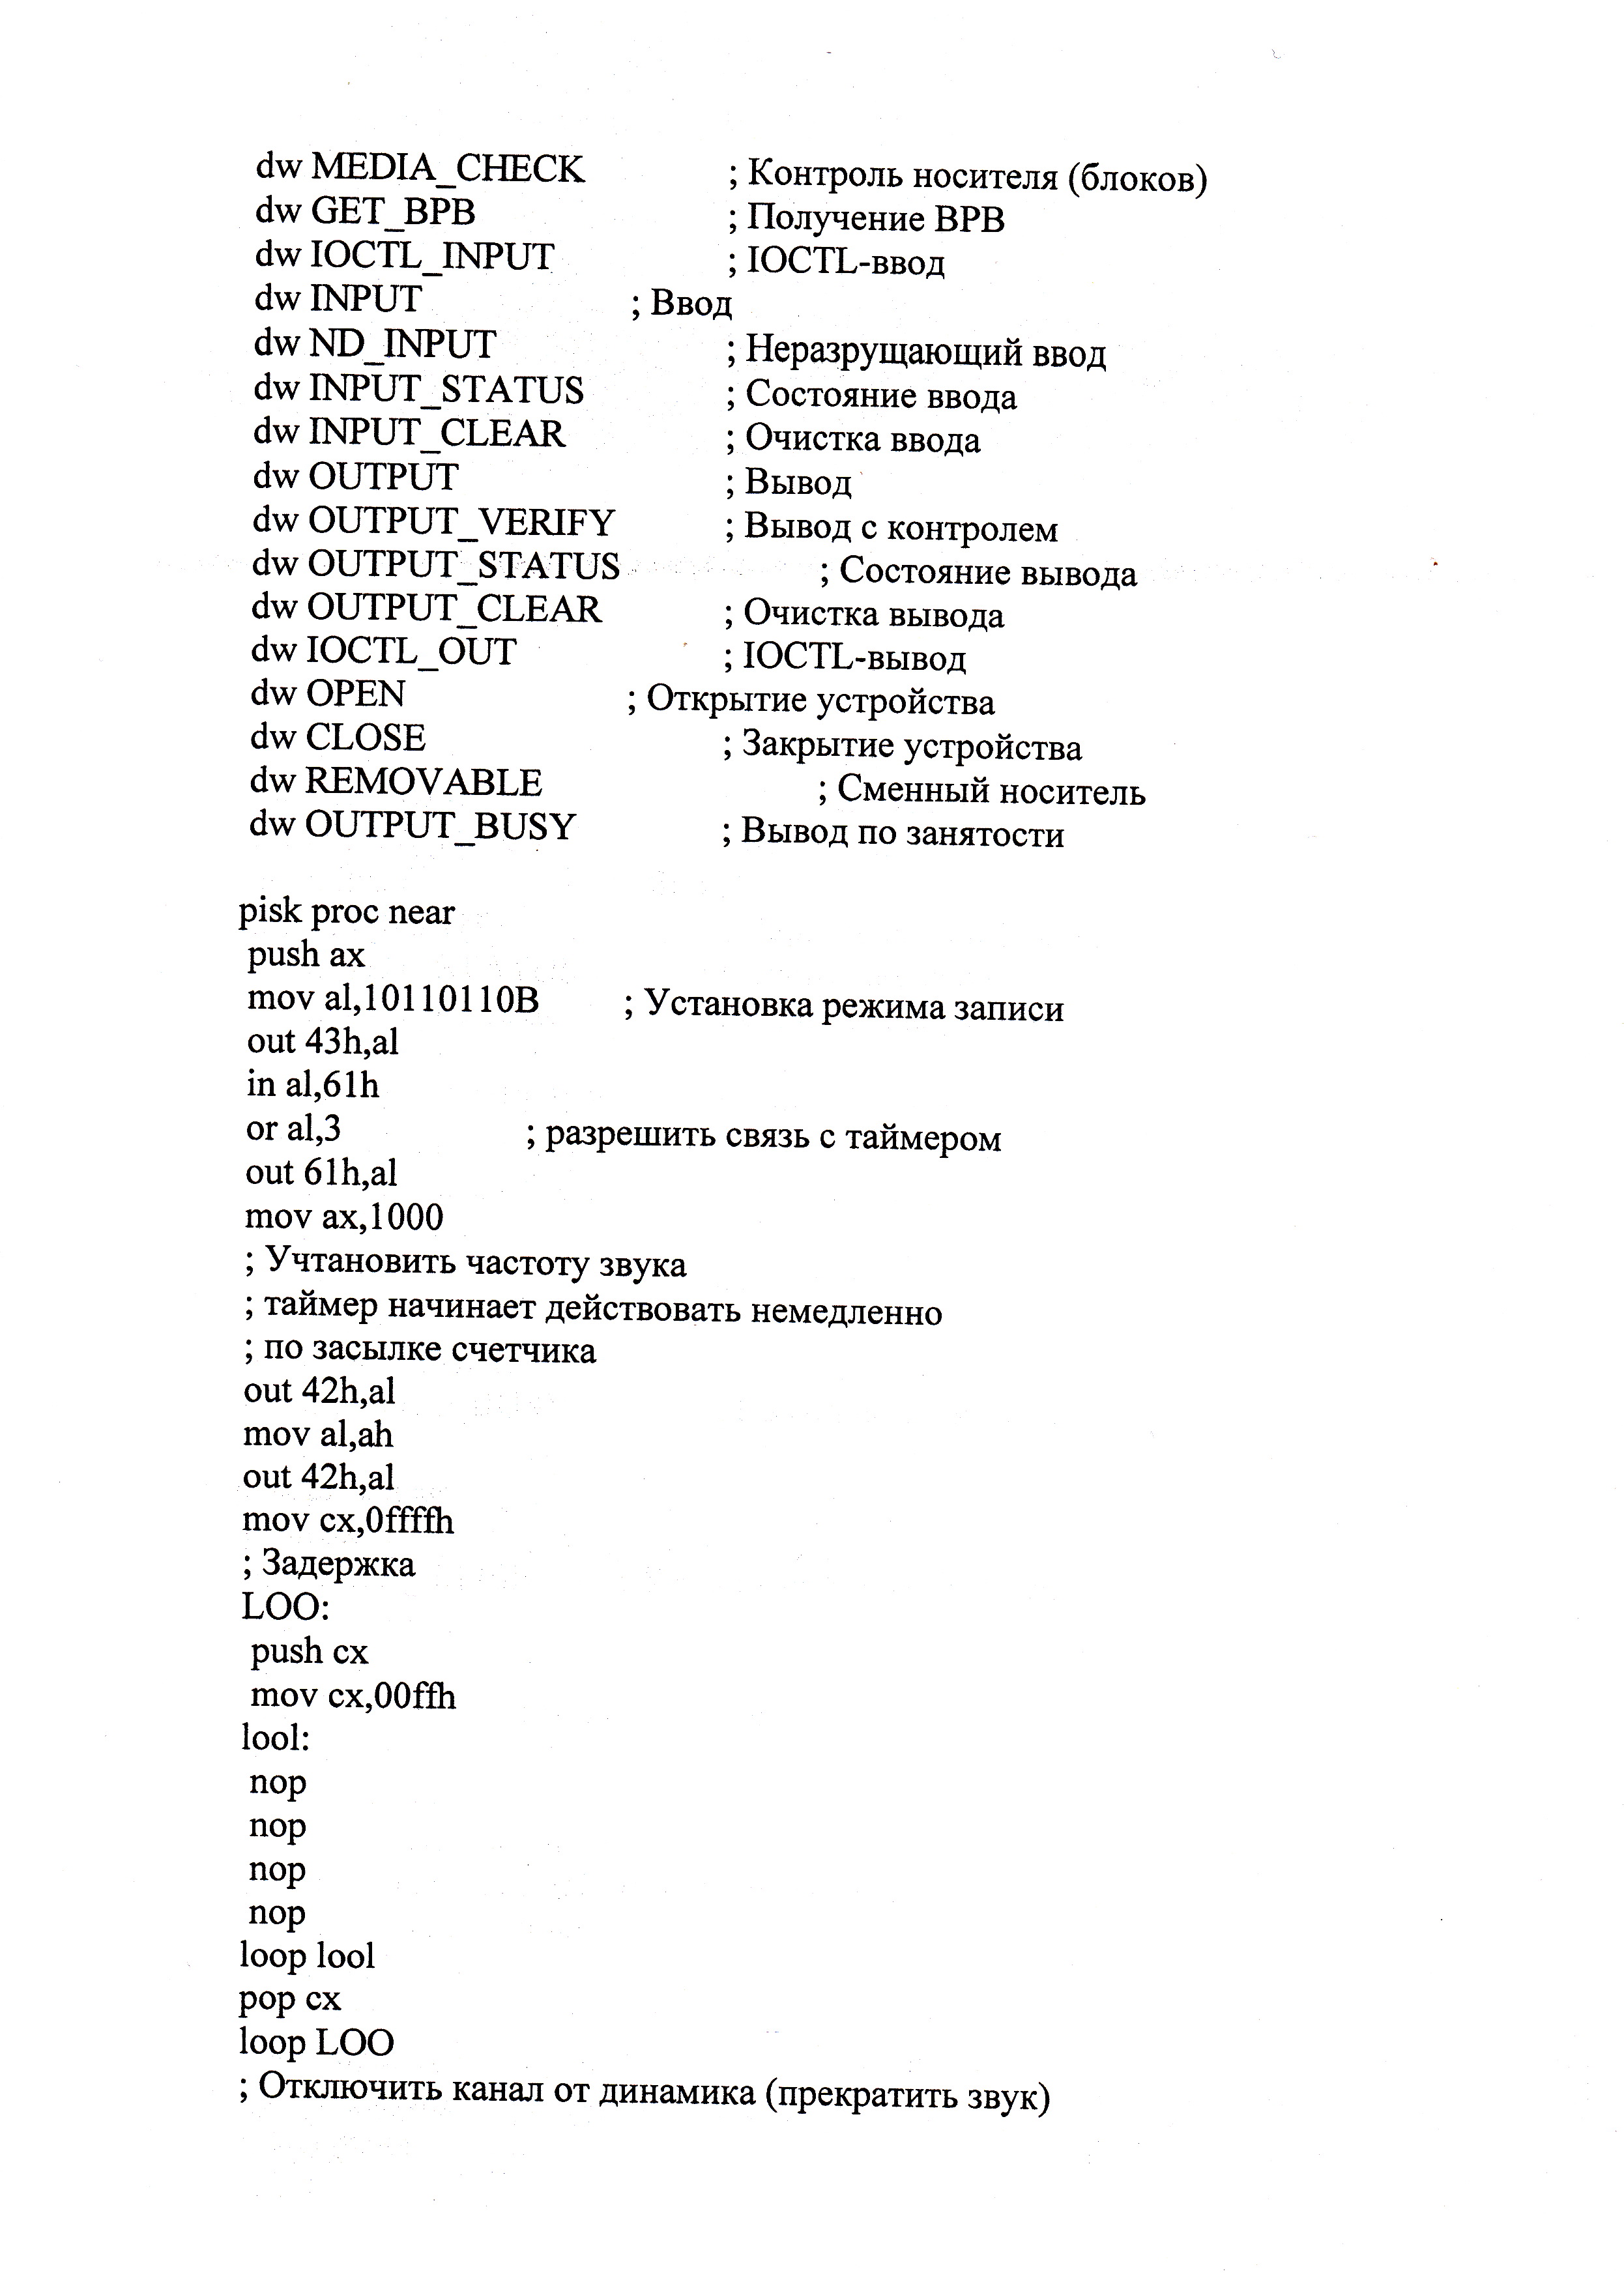 dw MEDIA_CHECK ; Контроль носителя (блоков)
dw GET_BPB ; Получение BPB
dw IOCTL_INPUT ; IOCTL-ввод
dw INPUT ; Ввод
dw ND_INPUT ; Неразрущающий ввод
dw INPUT_STATUS ; Состояние ввода
dw INPUT_CLEAR ; Очистка ввода
dw OUTPUT ; Вывод
dw OUTPUT_VERIFY ; Вывод с контролем
dw OUTPUT_STATUS ; Состояние вывода
dw OUTPUT_CLEAR ; Очистка вывода
dw IOCTL_OUT ; IOCTL-вывод
dw OPEN ; Открытие устройства
dw CLOSE ; Закрытие устройства
dw REMOVABLE ; Сменный носитель
dw OUTPUT_BUSY ; Вывод по занятости
pisk proc near
push ax
mov al,10110110B ; Установка режима записи
out 43h,al
in al,61h
or al,3 ; разрешить связь с таймером
out 61h,al
mov ax,1000
; Учтановить частоту звука
; таймер начинает действовать немедленно
; по засылке счетчика
out 42h,al
mov al,ah
out 42h,al
mov cx,0ffffh
; Задержка
LOO:
push cx
mov cx,00ffh
lool:
nop
nop
nop
nop
loop lool
pop cx
loop LOO
; Отключить канал от динамика (прекратить звук)